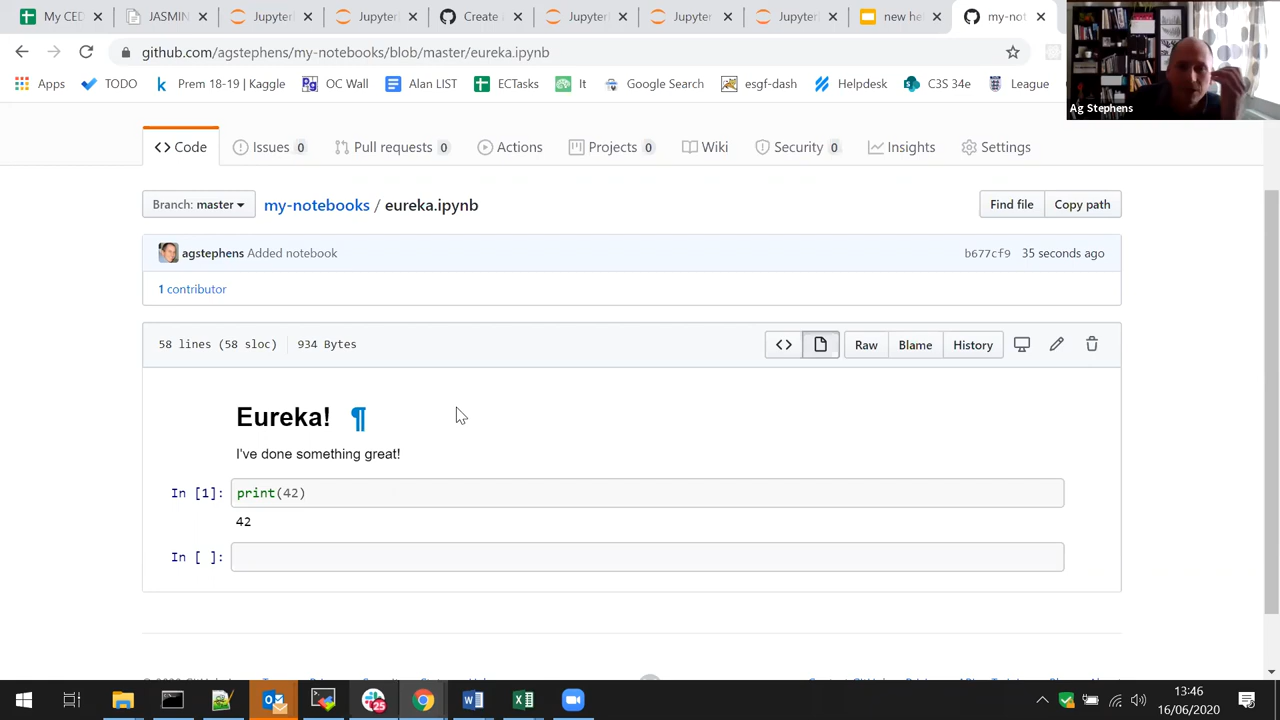 My CED
JASMIN
Jupyter
Jupyter
Create
Jupyter
Jupyter
Jupyter
new he
my-not
github.com/agstephens/my-notebooks/blob/master/eureka.ipynb
Ag Stephens
Apps
TODO
Prem 18-19 | Kaggle
OC Wall
OC TEST
EOTasks
It
Google Search
esgf-dash
Helpdesk
C3S 34e
League
Code
Issues 0
Pull requests 0
Actions
Projects 0
Wiki
Security 0
Insights
Settings
Branch: master
my-notebooks / eureka.ipynb
Find file
Copy path
agstephens Added notebook
b677cf9 35 seconds ago
1 contributor
58 lines (58 sloc) 934 Bytes
<>
Raw
Blame
History
Eureka! ¶
I've done something great!
In [1]: print(42)
42
In [ ]:
13:46
16/06/2020